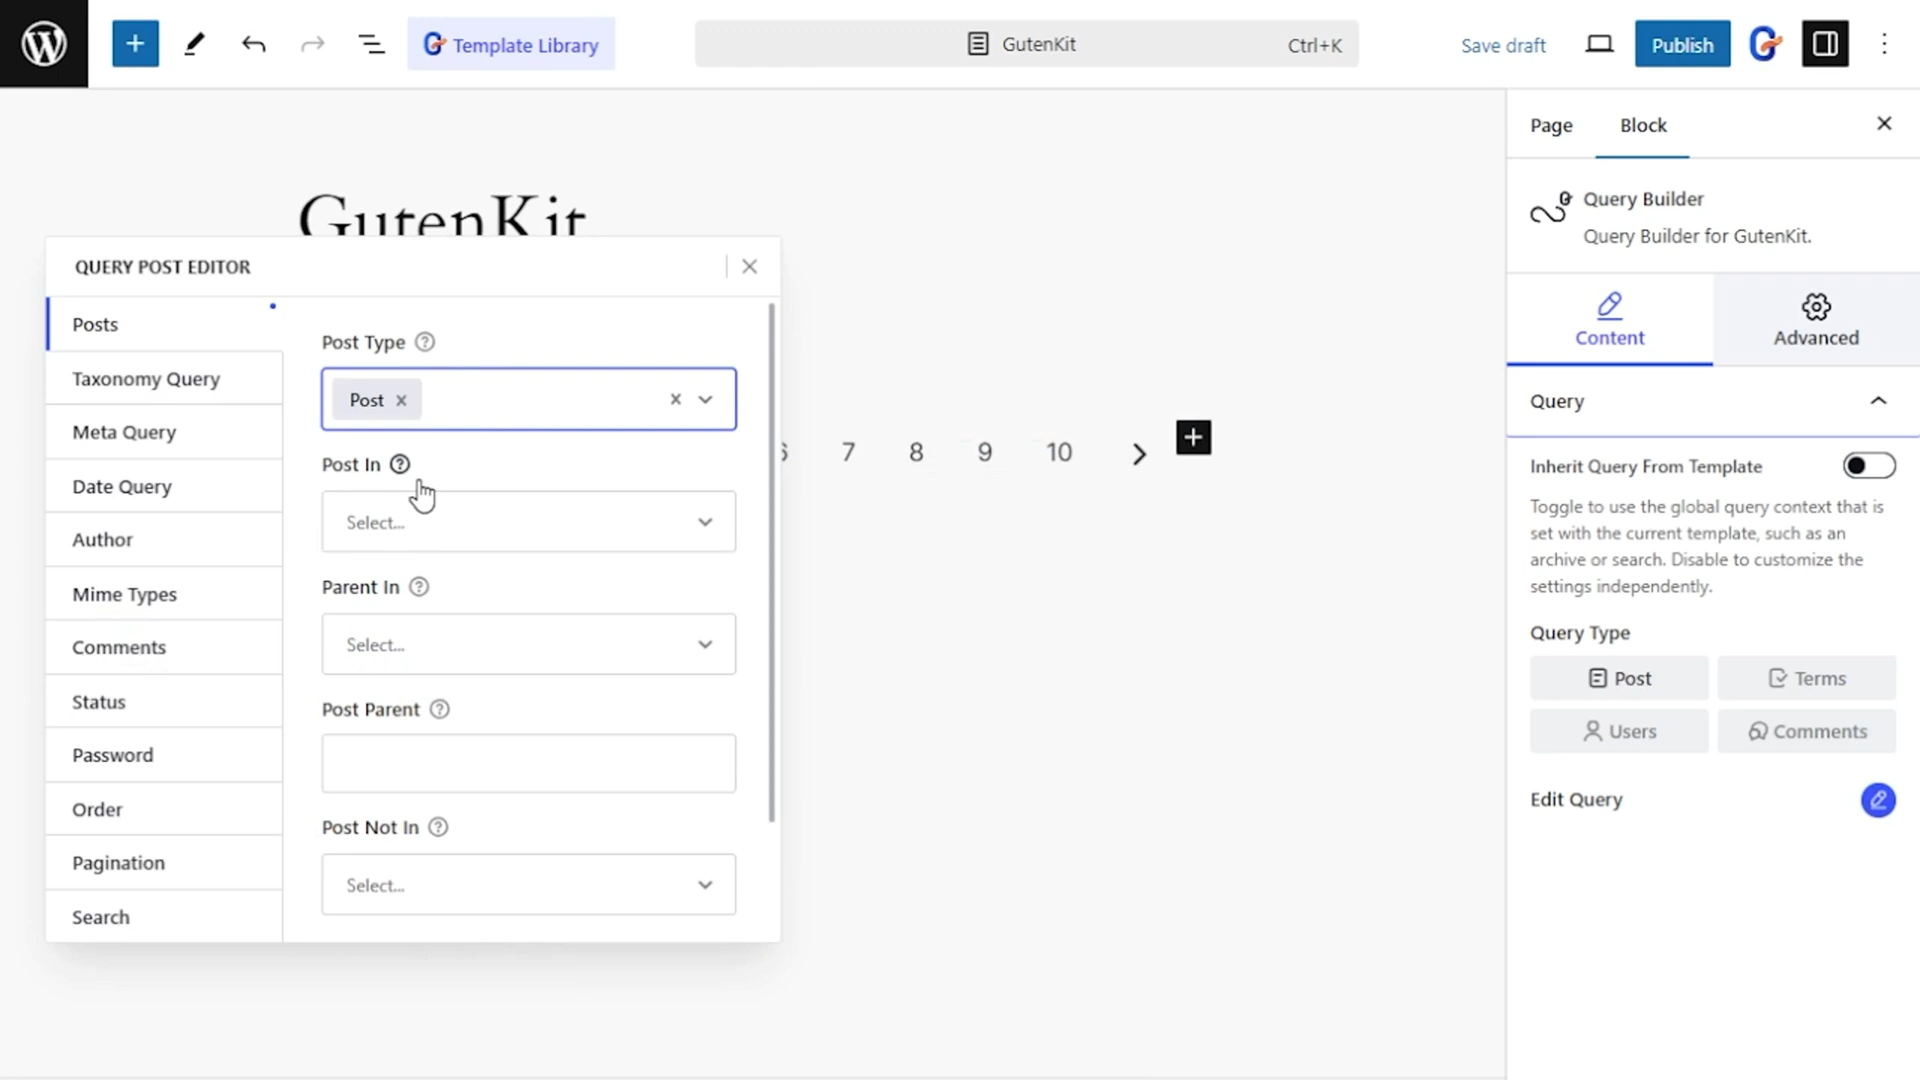 Template Library
GutenKit
Ctrl+K
Save draft
Publish
GutenKit
QUERY POST EDITOR
Posts
Taxonomy Query
Meta Query
Date Query
Author
Mime Types
Comments
Status
Password
Order
Pagination
Search
Post Type
Post
Post In
Select...
Parent In
Select...
Post Parent
Post Not In
Select...
6 7 8 9 10
Page
Block
Query Builder
Query Builder for GutenKit.
Content
Advanced
Query
Inherit Query From Template
Toggle to use the global query context that is
set with the current template, such as an
archive or search. Disable to customize the
settings independently.
Query Type
Post
Terms
Users
Comments
Edit Query